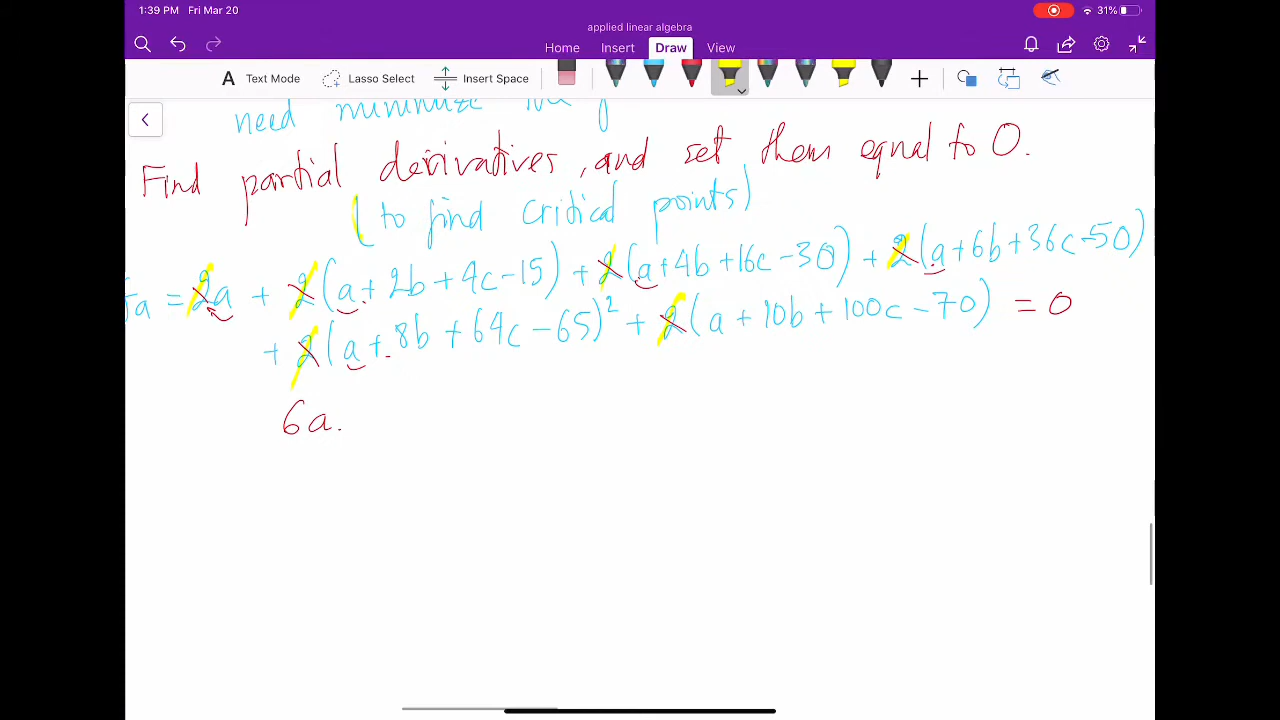 1:39 PM Fri Mar 20
31%
applied linear algebra
Home Insert Draw View
A Text Mode Lasso Select Insert Space
need minimize
Find partial derivatives, and set them equal to 0.
(to find critical points)
a = 2a + 2(a + 2b + 4c - 15) + 2(a + 4b + 16c - 30) + 2(a + 6b + 36c - 50)
+ 2(a + 8b + 64c - 65)² + 2(a + 10b + 100c - 70) = 0
6a.